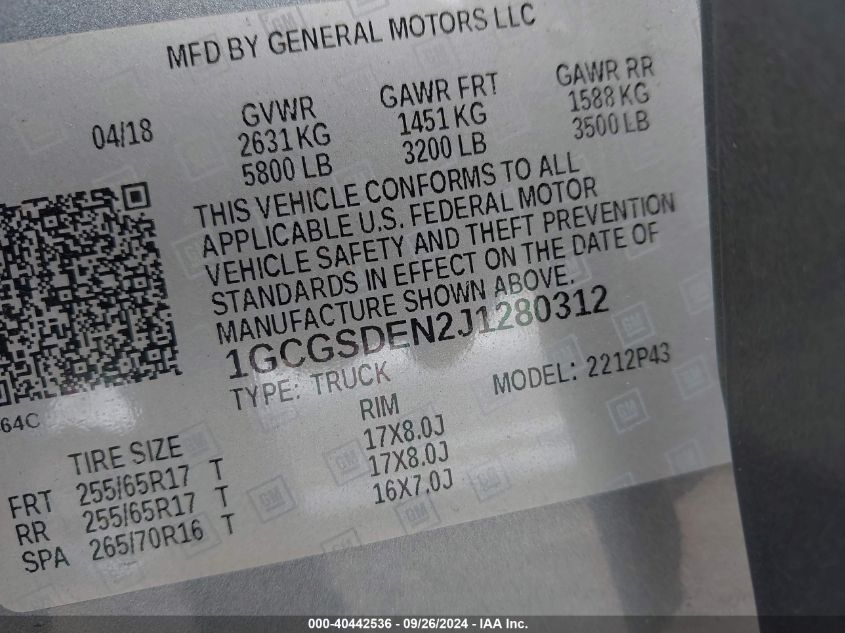 MFD BY GENERAL MOTORS LLC
04/18 GVWR GAWR FRT GAWR RR
2631 KG 1451 KG 1588 KG
5800 LB 3200 LB 3500 LB
THIS VEHICLE CONFORMS TO ALL
APPLICABLE U.S. FEDERAL MOTOR
VEHICLE SAFETY AND THEFT PREVENTION
STANDARDS IN EFFECT ON THE DATE OF
MANUFACTURE SHOWN ABOVE.
1GCGSDEN2J1280312
TYPE: TRUCK MODEL: 2212P43
64C
TIRE SIZE RIM
FRT 255/65R17 T 17X8.0J
RR 255/65R17 T 17X8.0J
SPA 265/70R16 T 16X7.0J
000-40442536 - 09/26/2024 - IAA Inc.